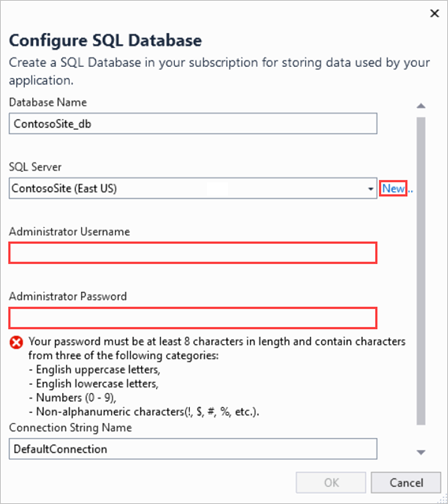 Configure SQL Database
Create a SQL Database in your subscription for storing data used by your
application.
Database Name
ContosoSite_db
SQL Server
ContosoSite (East US)
New..
Administrator Username
Administrator Password
Your password must be at least 8 characters in length and contain characters
from three of the following categories:
- English uppercase letters,
- English lowercase letters,
- Numbers (0 - 9),
- Non-alphanumeric characters(!, $, #, %, etc.).
Connection String Name
DefaultConnection
OK
Cancel